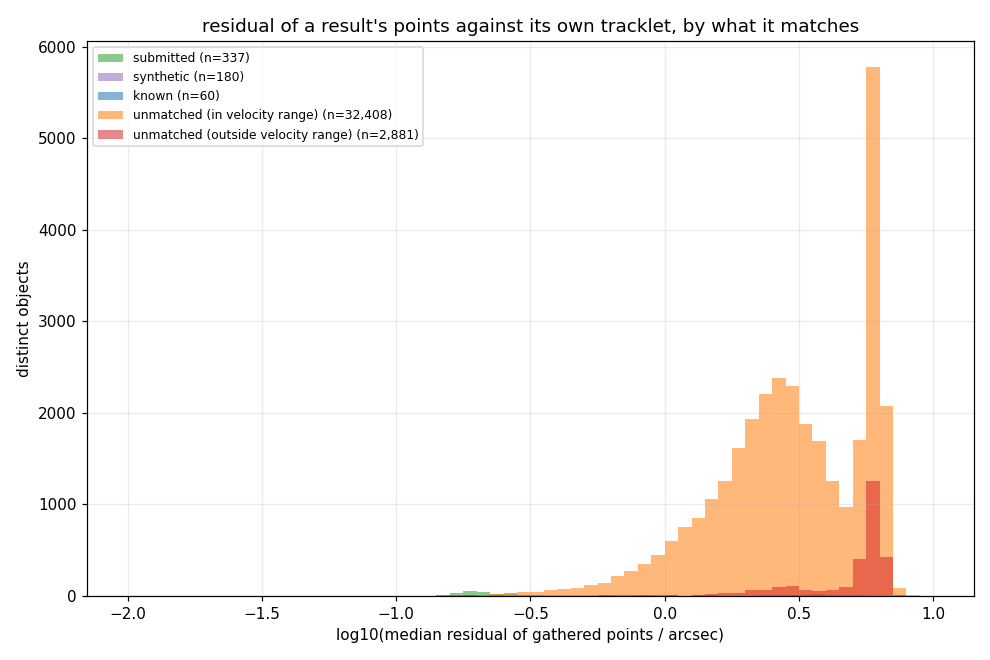 residual of a result's points against its own tracklet, by what it matches
6000
5000
4000
3000
2000
1000
0
distinct objects
submitted (n=337)
synthetic (n=180)
known (n=60)
unmatched (in velocity range) (n=32,408)
unmatched (outside velocity range) (n=2,881)
−2.0 −1.5 −1.0 −0.5 0.0 0.5 1.0
log10(median residual of gathered points / arcsec)